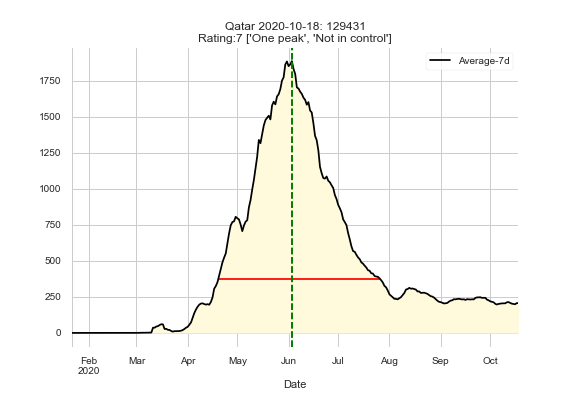 Qatar 2020-10-18: 129431
Rating:7 ['One peak', 'Not in control']
Average-7d
1750
1500
1250
1000
750
500
250
0
Feb Mar Apr May Jun Jul Aug Sep Oct
2020
Date